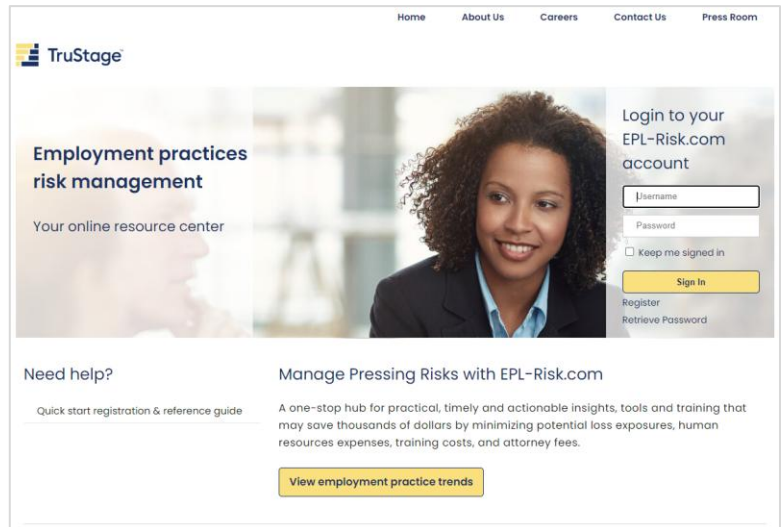 Home About Us Careers Contact Us Press Room
TruStage™
Employment practices
risk management
Your online resource center
Login to your
EPL-Risk.com
account
Username
Password
Keep me signed in
Sign In
Register
Retrieve Password
Need help?
Quick start registration & reference guide
Manage Pressing Risks with EPL-Risk.com
A one-stop hub for practical, timely and actionable insights, tools and training that
may save thousands of dollars by minimizing potential loss exposures, human
resources expenses, training costs, and attorney fees.
View employment practice trends